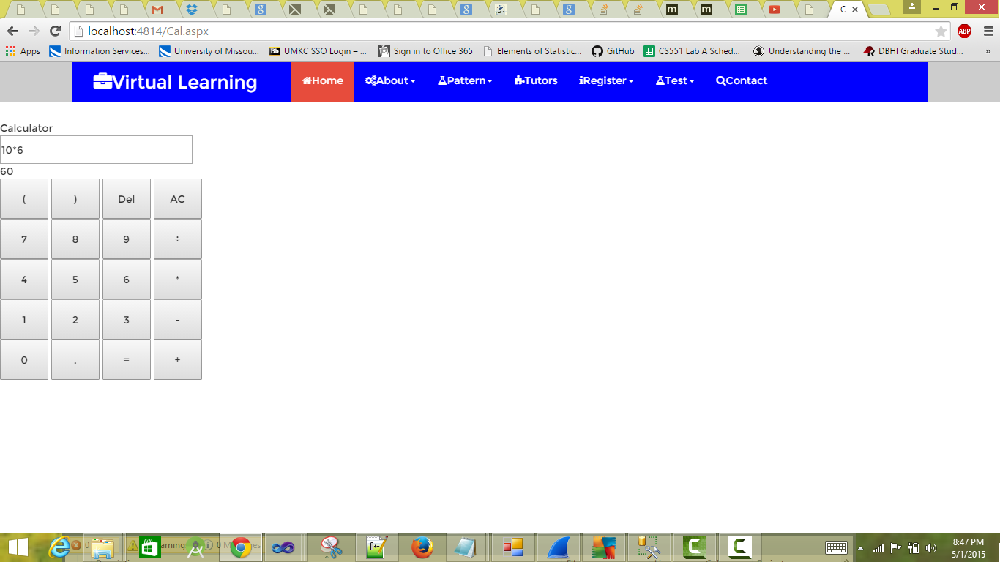 C
localhost:4814/Cal.aspx
ABP
Apps Information Services... University of Missou... Bb UMKC SSO Login – ... Sign in to Office 365 Elements of Statistic... GitHub CS551 Lab A Sched... Understanding the ... DBHI Graduate Stud... »
Virtual Learning Home About Pattern Tutors Register Test Contact
Calculator
10*6
60
( ) Del AC
7 8 9 ÷
4 5 6 *
1 2 3 -
0 . = +
8:47 PM
5/1/2015